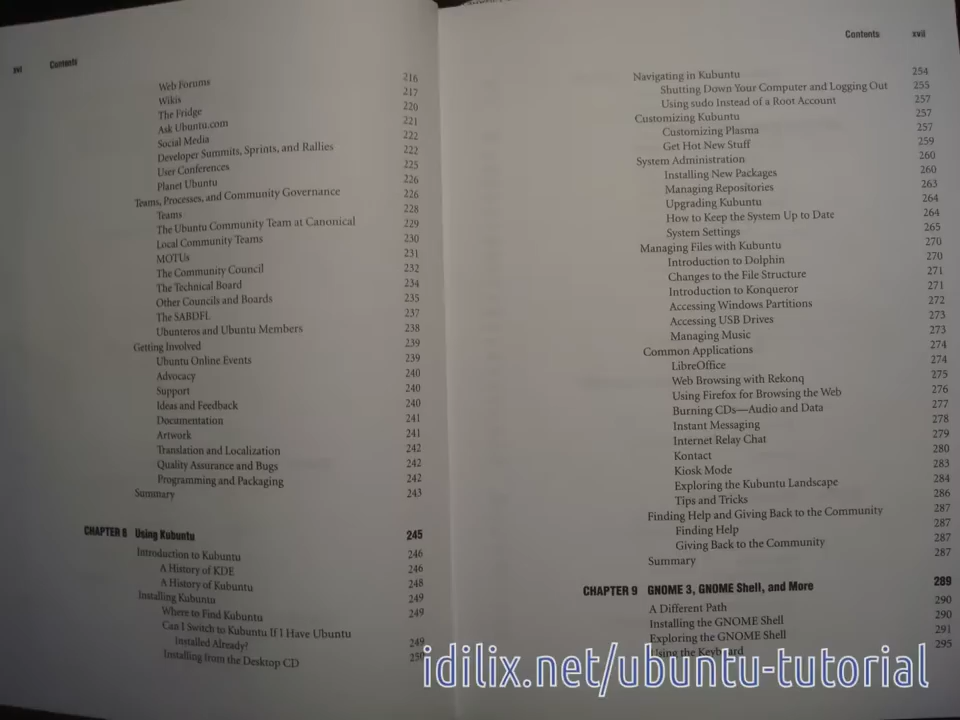 xvi Contents
Web Forums 216
Wikis 217
The Fridge 220
Ask Ubuntu.com 221
Social Media 222
Developer Summits, Sprints, and Rallies 222
User Conferences 225
Planet Ubuntu 226
Teams, Processes, and Community Governance 226
Teams 228
The Ubuntu Community Team at Canonical 229
Local Community Teams 230
MOTUs 231
The Community Council 232
The Technical Board 234
Other Councils and Boards 235
The SABDFL 237
Ubunteros and Ubuntu Members 238
Getting Involved 239
Ubuntu Online Events 239
Advocacy 240
Support 240
Ideas and Feedback 240
Documentation 241
Artwork 241
Translation and Localization 242
Quality Assurance and Bugs 242
Programming and Packaging 242
Summary 243
CHAPTER 8 Using Kubuntu 245
Introduction to Kubuntu 246
A History of KDE 246
A History of Kubuntu 248
Installing Kubuntu 249
Where to Find Kubuntu 249
Can I Switch to Kubuntu If I Have Ubuntu
Installed Already? 249
Installing from the Desktop CD 250
Contents xvii
Navigating in Kubuntu 254
Shutting Down Your Computer and Logging Out 255
Using sudo Instead of a Root Account 257
Customizing Kubuntu 257
Customizing Plasma 257
Get Hot New Stuff 259
System Administration 260
Installing New Packages 260
Managing Repositories 263
Upgrading Kubuntu 264
How to Keep the System Up to Date 264
System Settings 265
Managing Files with Kubuntu 270
Introduction to Dolphin 270
Changes to the File Structure 271
Introduction to Konqueror 271
Accessing Windows Partitions 272
Accessing USB Drives 273
Managing Music 273
Common Applications 274
LibreOffice 274
Web Browsing with Rekonq 275
Using Firefox for Browsing the Web 276
Burning CDs—Audio and Data 277
Instant Messaging 278
Internet Relay Chat 279
Kontact 280
Kiosk Mode 283
Exploring the Kubuntu Landscape 284
Tips and Tricks 286
Finding Help and Giving Back to the Community 287
Finding Help 287
Giving Back to the Community 287
Summary 287
CHAPTER 9 GNOME 3, GNOME Shell, and More 289
A Different Path 290
Installing the GNOME Shell 290
Exploring the GNOME Shell 291
Using the Keyboard 295
idilix.net/ubuntu-tutorial